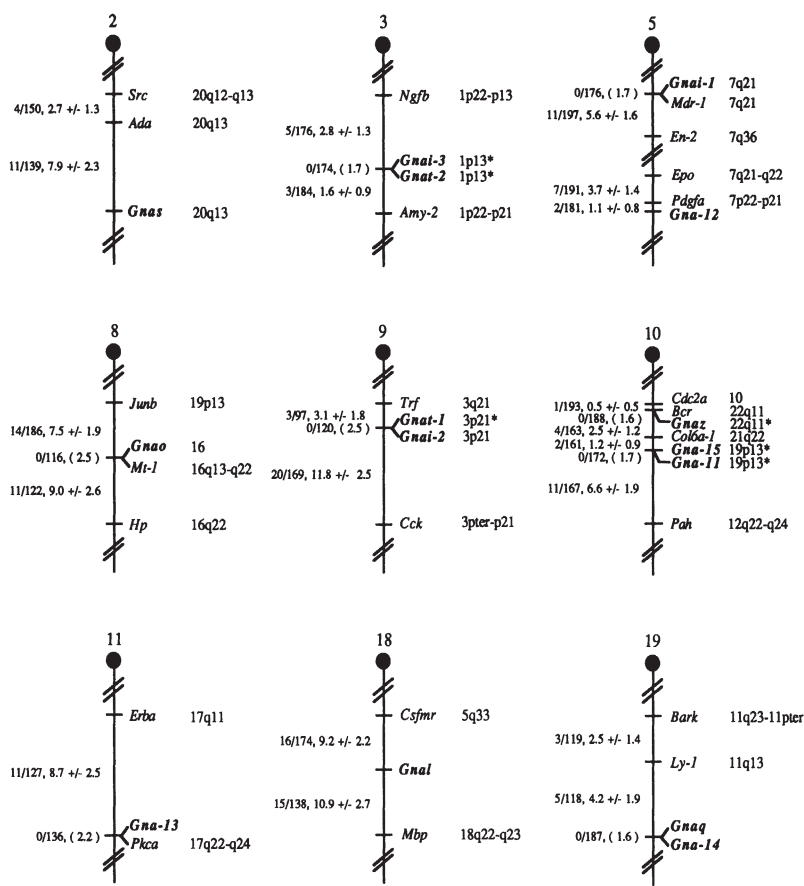 2
Src 20q12-q13
4/150, 2.7 +/- 1.3
Ada 20q13
11/139, 7.9 +/- 2.3
Gnas 20q13
3
Ngfb 1p22-p13
5/176, 2.8 +/- 1.3
Gnai-3 1p13*
0/174, ( 1.7 )
Gnat-2 1p13*
3/184, 1.6 +/- 0.9
Amy-2 1p22-p21
5
Gnai-1 7q21
0/176, ( 1.7 )
Mdr-1 7q21
11/197, 5.6 +/- 1.6
En-2 7q36
Epo 7q21-q22
7/191, 3.7 +/- 1.4
Pdgfa 7p22-p21
2/181, 1.1 +/- 0.8
Gna-12
8
Junb 19p13
14/186, 7.5 +/- 1.9
Gnao 16
0/116, ( 2.5 )
Mt-1 16q13-q22
11/122, 9.0 +/- 2.6
Hp 16q22
9
Trf 3q21
3/97, 3.1 +/- 1.8
Gnat-1 3p21*
0/120, ( 2.5 )
Gnai-2 3p21
20/169, 11.8 +/- 2.5
Cck 3pter-p21
10
Cdc2a 10
1/193, 0.5 +/- 0.5
Bcr 22q11
0/188, ( 1.6 )
Gnaz 22q11*
4/163, 2.5 +/- 1.2
Col6a-1 21q22
2/161, 1.2 +/- 0.9
Gna-15 19p13*
0/172, ( 1.7 )
Gna-11 19p13*
11/167, 6.6 +/- 1.9
Pah 12q22-q24
11
Erba 17q11
11/127, 8.7 +/- 2.5
Gna-13
0/136, ( 2.2 )
Pkca 17q22-q24
18
Csfmr 5q33
16/174, 9.2 +/- 2.2
Gnal
15/138, 10.9 +/- 2.7
Mbp 18q22-q23
19
Bark 11q23-11pter
3/119, 2.5 +/- 1.4
Ly-1 11q13
5/118, 4.2 +/- 1.9
Gnaq
0/187, ( 1.6 )
Gna-14